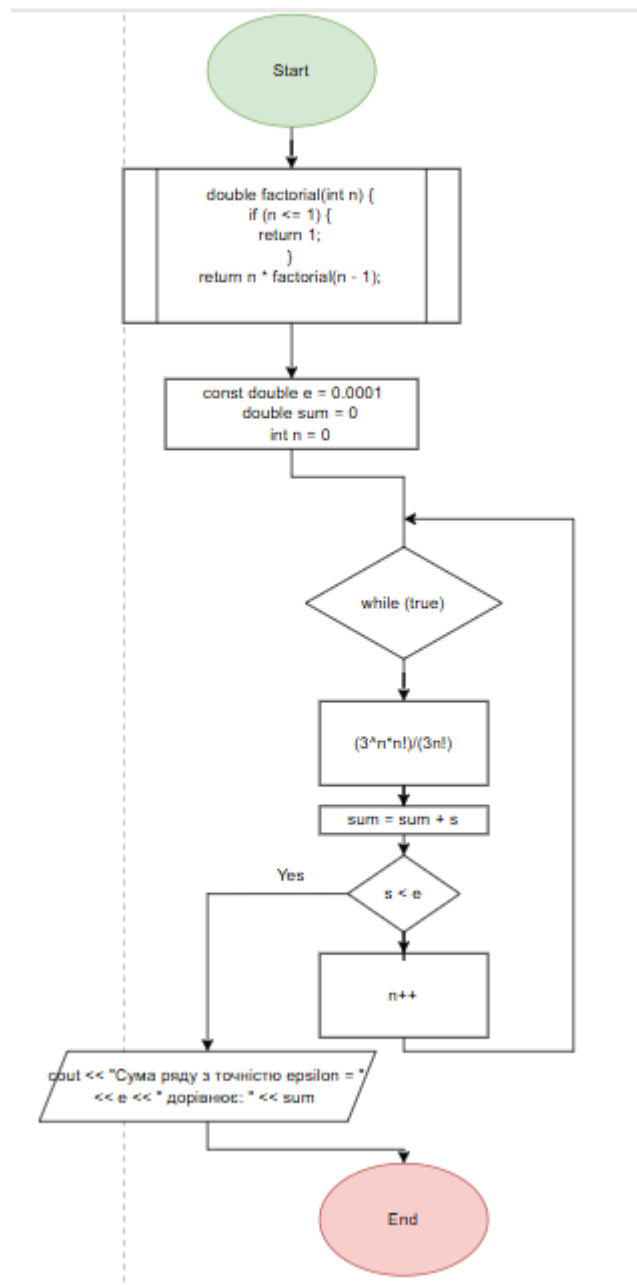 Start
double factorial(int n) {
if (n <= 1) {
return 1;
}
return n * factorial(n - 1);
const double e = 0.0001
double sum = 0
int n = 0
while (true)
(3^n*n!)/(3n!)
sum = sum + s
Yes
s < e
n++
cout << "Сума ряду з точністю epsilon = "
<< e << " дорівнює: " << sum
End